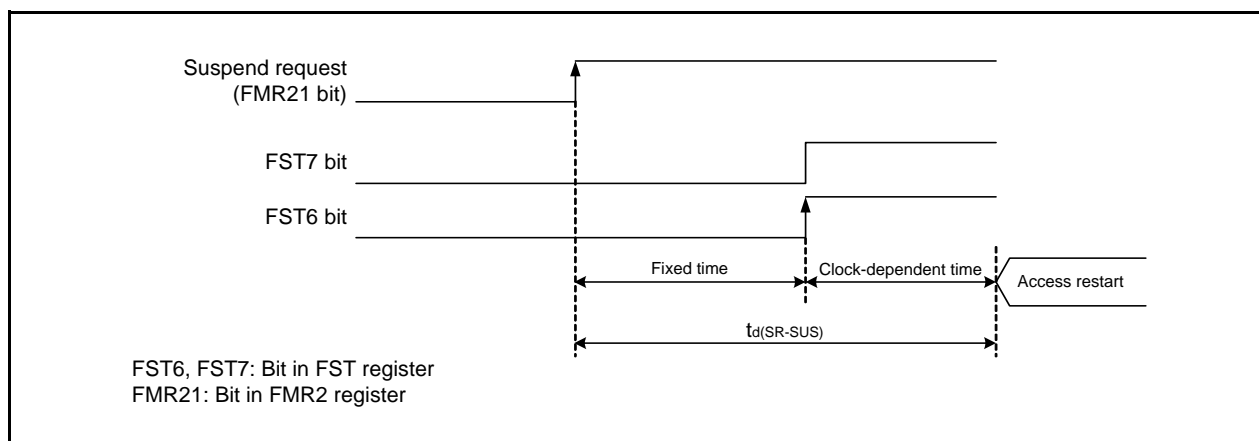 Suspend request
(FMR21 bit)
FST7 bit
FST6 bit
Fixed time
Clock-dependent time
Access restart
td(SR-SUS)
FST6, FST7: Bit in FST register
FMR21: Bit in FMR2 register